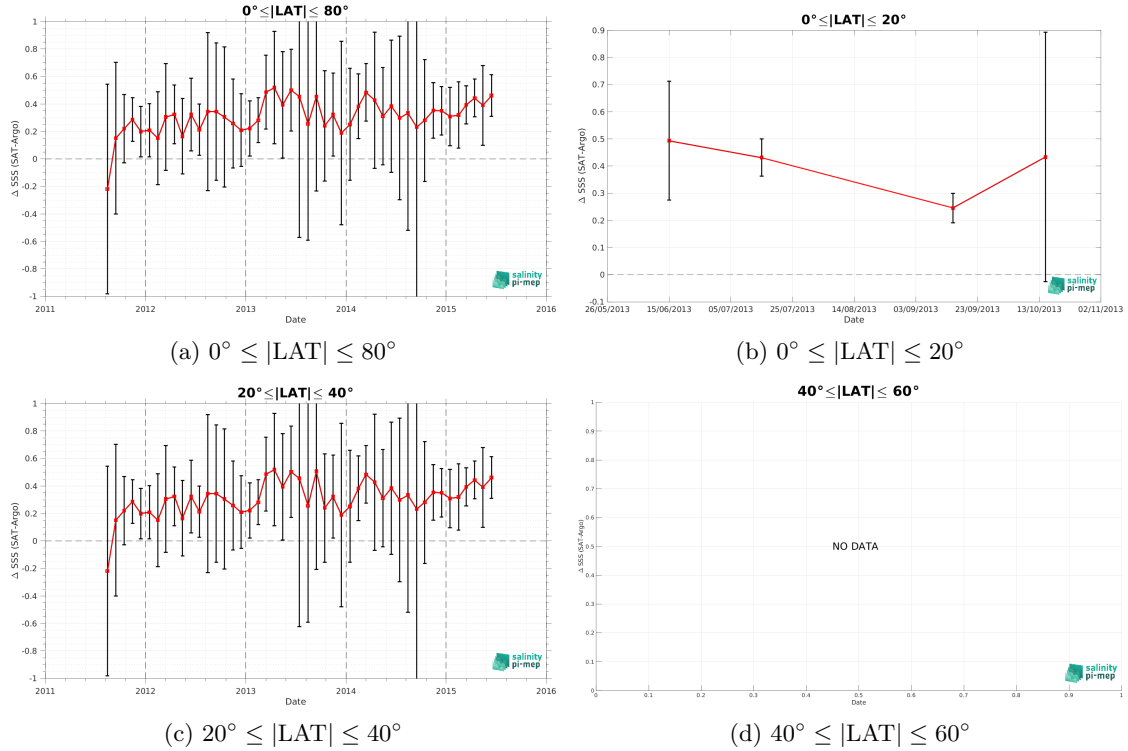 0°≤|LAT|≤ 80°
Δ SSS (SAT-Argo)
1
0.8
0.6
0.4
0.2
0
-0.2
-0.4
-0.6
-0.8
-1
2011 2012 2013 2014 2015 2016
Date
salinity
pi-mep
(a) 0° ≤ |LAT| ≤ 80°
0°≤|LAT|≤ 20°
Δ SSS (SAT-Argo)
0.9
0.8
0.7
0.6
0.5
0.4
0.3
0.2
0.1
0
-0.1
26/05/2013 15/06/2013 05/07/2013 25/07/2013 14/08/2013 03/09/2013 23/09/2013 13/10/2013 02/11/2013
Date
salinity
pi-mep
(b) 0° ≤ |LAT| ≤ 20°
20°≤|LAT|≤ 40°
Δ SSS (SAT-Argo)
1
0.8
0.6
0.4
0.2
0
-0.2
-0.4
-0.6
-0.8
-1
2011 2012 2013 2014 2015 2016
Date
salinity
pi-mep
(c) 20° ≤ |LAT| ≤ 40°
40°≤|LAT|≤ 60°
Δ SSS (SAT-Argo)
1
0.9
0.8
0.7
0.6
0.5
0.4
0.3
0.2
0.1
0
NO DATA
0 0.1 0.2 0.3 0.4 0.5 0.6 0.7 0.8 0.9 1
Date
salinity
pi-mep
(d) 40° ≤ |LAT| ≤ 60°